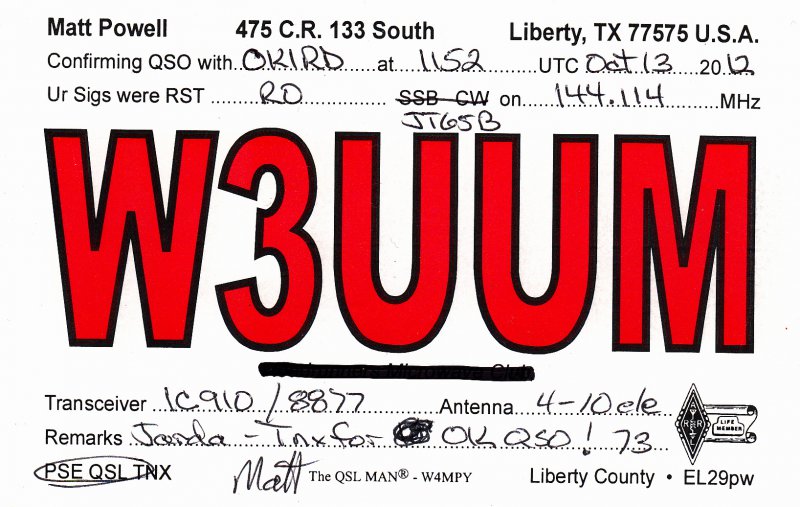 Matt Powell 475 C.R. 133 South Liberty, TX 77575 U.S.A.
Confirming QSO with OK1RD at 1152 UTC Oct 13 2012
Ur Sigs were RST RO SSB CW on 144.114 MHz
JT65B
W3UUM
Transceiver IC910/8877 Antenna 4-10 ele
Remarks Janda - Tnx for OK QSO! 73
LIFE MEMBER
PSE QSL TNX Matt The QSL MAN® - W4MPY Liberty County • EL29pw